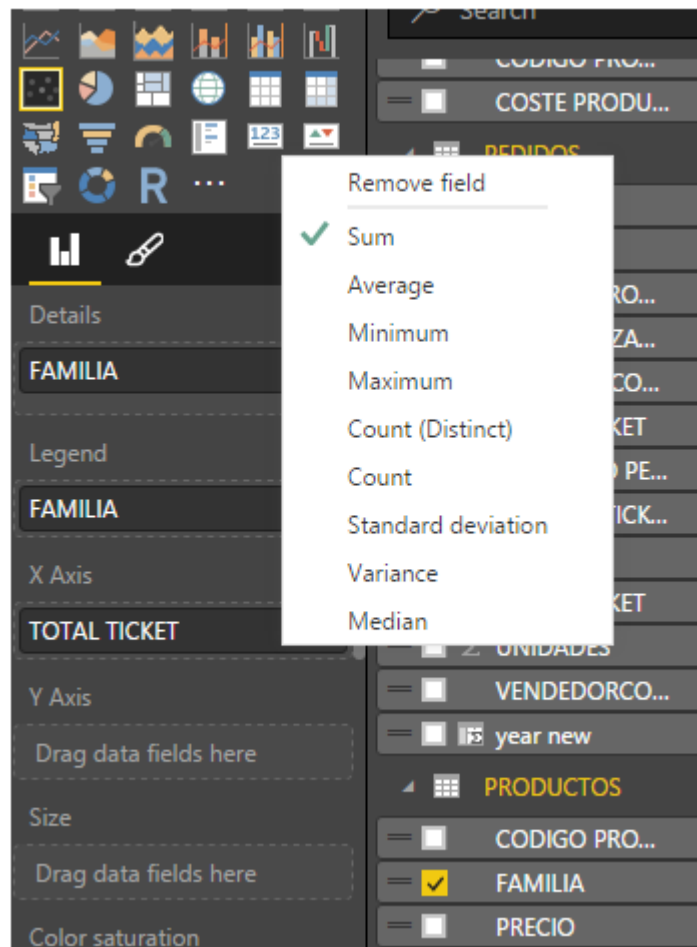 Search
CODIGO PRO...
COSTE PRODU...
PEDIDOS
R
123
Remove field
Sum
Average
Minimum
Maximum
Count (Distinct)
Count
Standard deviation
Variance
Median
Details
FAMILIA
Legend
FAMILIA
X Axis
TOTAL TICKET
Y Axis
Drag data fields here
Size
Drag data fields here
Color saturation
RO...
ZA...
CO...
KET
PE...
TICK...
KET
UNIDADES
VENDEDORCO...
year new
PRODUCTOS
CODIGO PRO...
FAMILIA
PRECIO